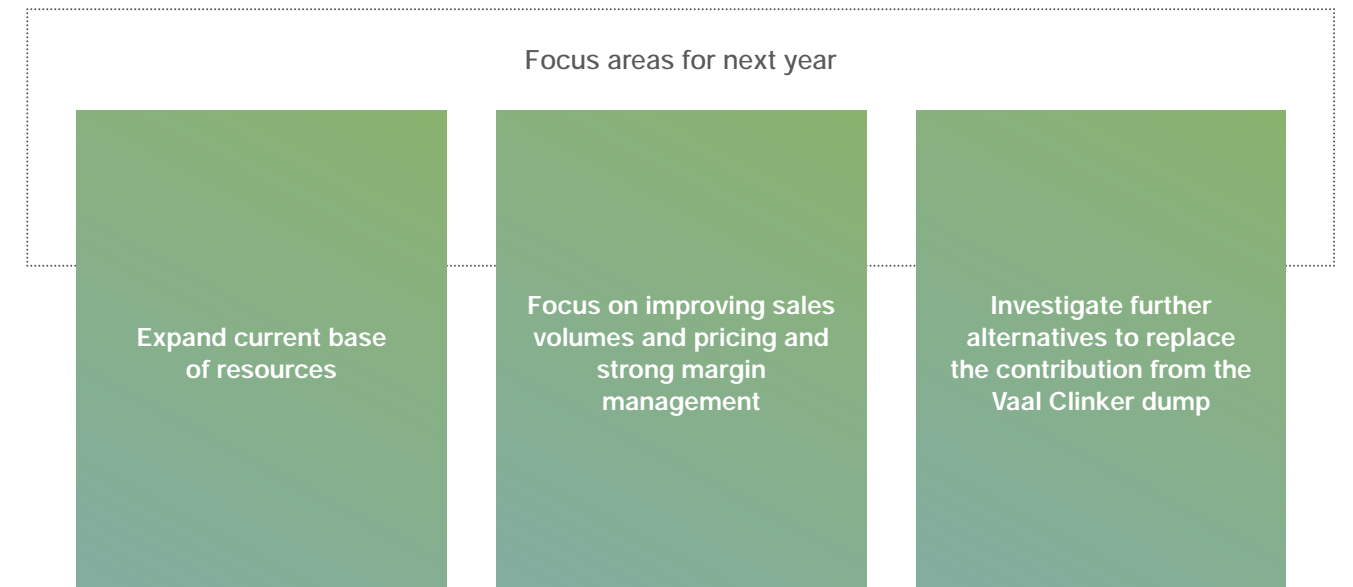 Focus areas for next year
Expand current base
of resources
Focus on improving sales
volumes and pricing and
strong margin
management
Investigate further
alternatives to replace
the contribution from the
Vaal Clinker dump